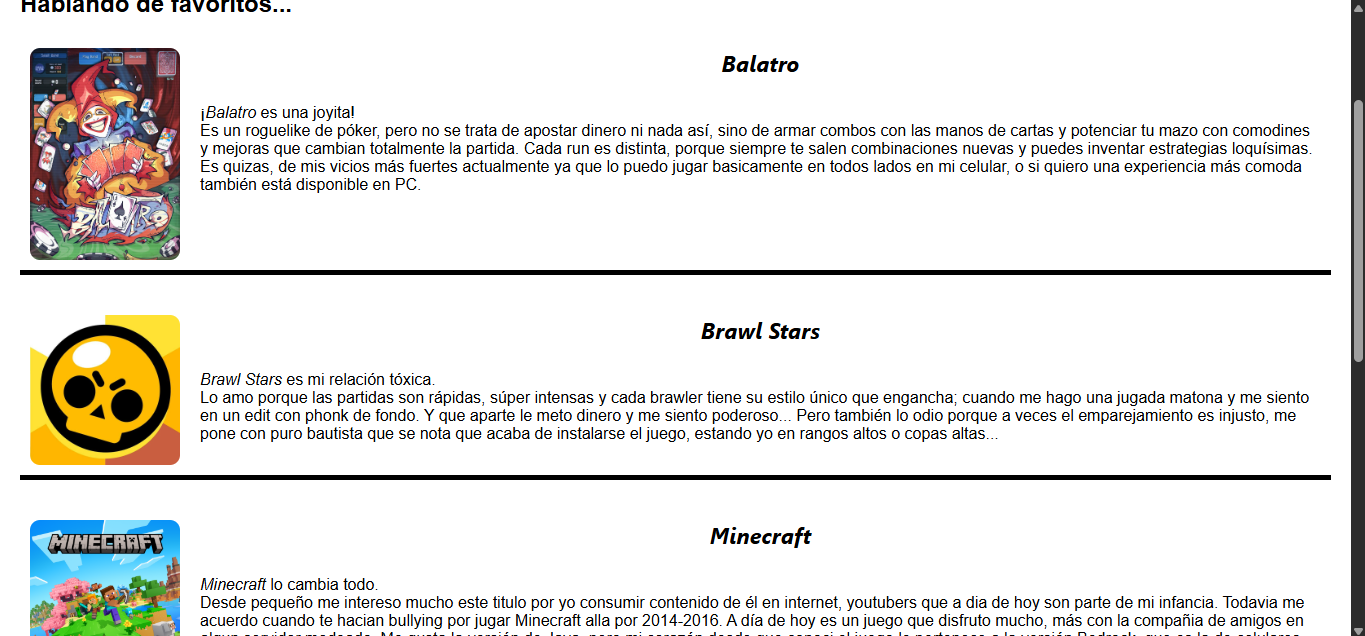 Hablando de favoritos...
Balatro
¡Balatro es una joyita!
Es un roguelike de póker, pero no se trata de apostar dinero ni nada así, sino de armar combos con las manos de cartas y potenciar tu mazo con comodines
y mejoras que cambian totalmente la partida. Cada run es distinta, porque siempre te salen combinaciones nuevas y puedes inventar estrategias loquísimas.
Es quizas, de mis vicios más fuertes actualmente ya que lo puedo jugar basicamente en todos lados en mi celular, o si quiero una experiencia más comoda
también está disponible en PC.
BALATRO
Brawl Stars
Brawl Stars es mi relación tóxica.
Lo amo porque las partidas son rápidas, súper intensas y cada brawler tiene su estilo único que engancha; cuando me hago una jugada matona y me siento
en un edit con phonk de fondo. Y que aparte le meto dinero y me siento poderoso... Pero también lo odio porque a veces el emparejamiento es injusto, me
pone con puro bautista que se nota que acaba de instalarse el juego, estando yo en rangos altos o copas altas...
MINECRAFT
Minecraft
Minecraft lo cambia todo.
Desde pequeño me intereso mucho este titulo por yo consumir contenido de él en internet, youtubers que a dia de hoy son parte de mi infancia. Todavia me
acuerdo cuando te hacian bullying por jugar Minecraft alla por 2014-2016. A día de hoy es un juego que disfruto mucho, más con la compañia de amigos en